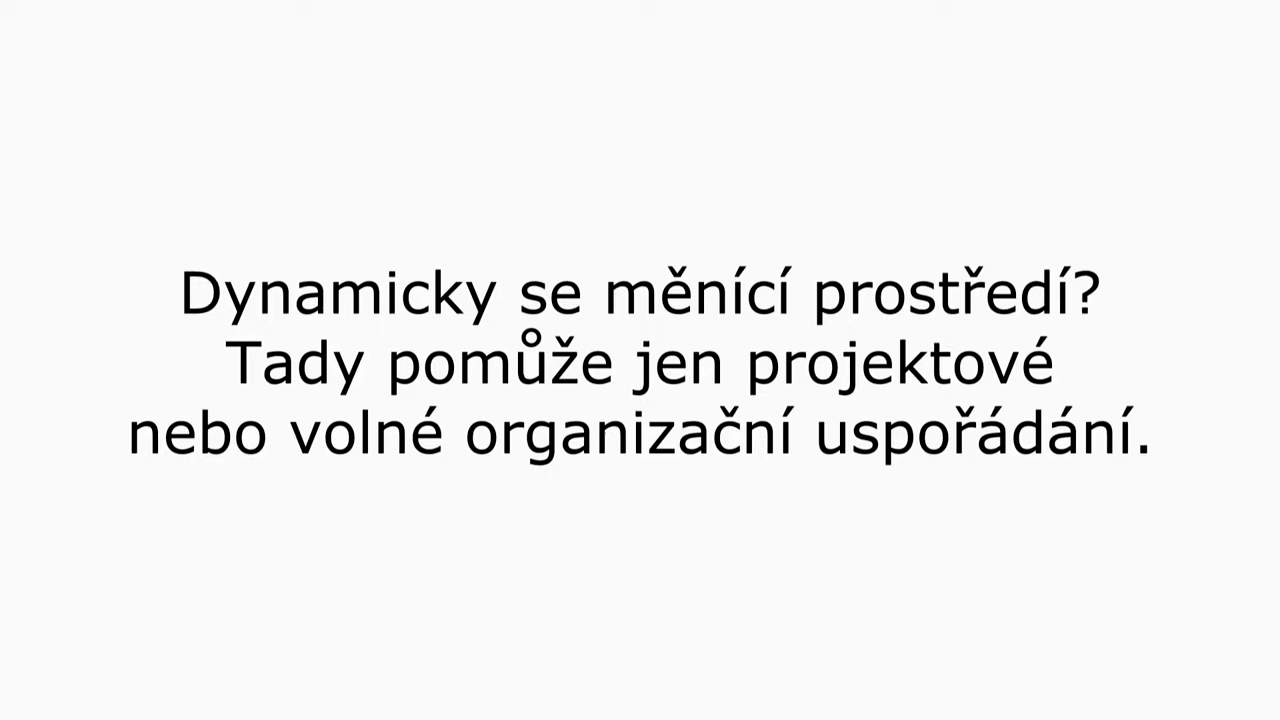 Dynamicky se měnící prostředí?
Tady pomůže jen projektové
nebo volné organizační uspořádání.